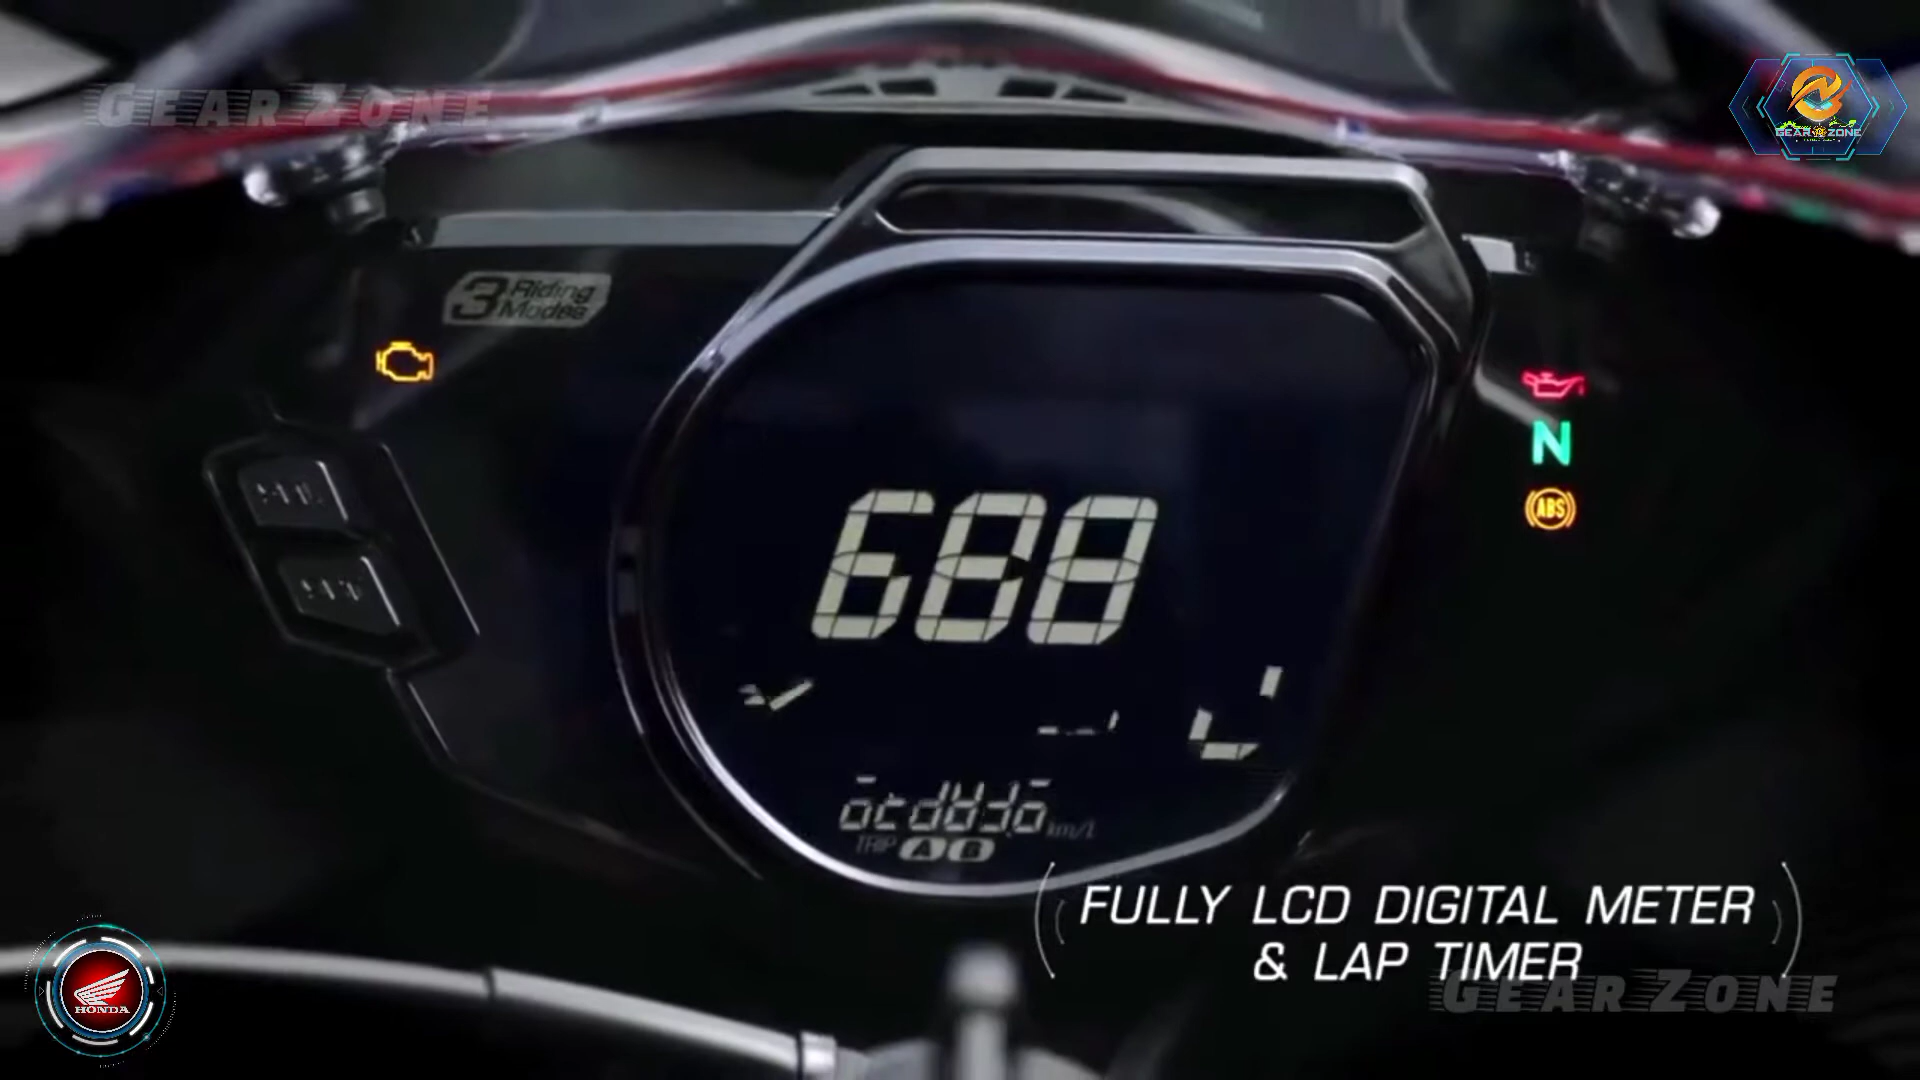 GEAR ZONE
GEAR ZONE
3 Riding
Modes
N
ABS
688
km/l
TRIP A B
FULLY LCD DIGITAL METER
& LAP TIMER
GEAR ZONE
HONDA